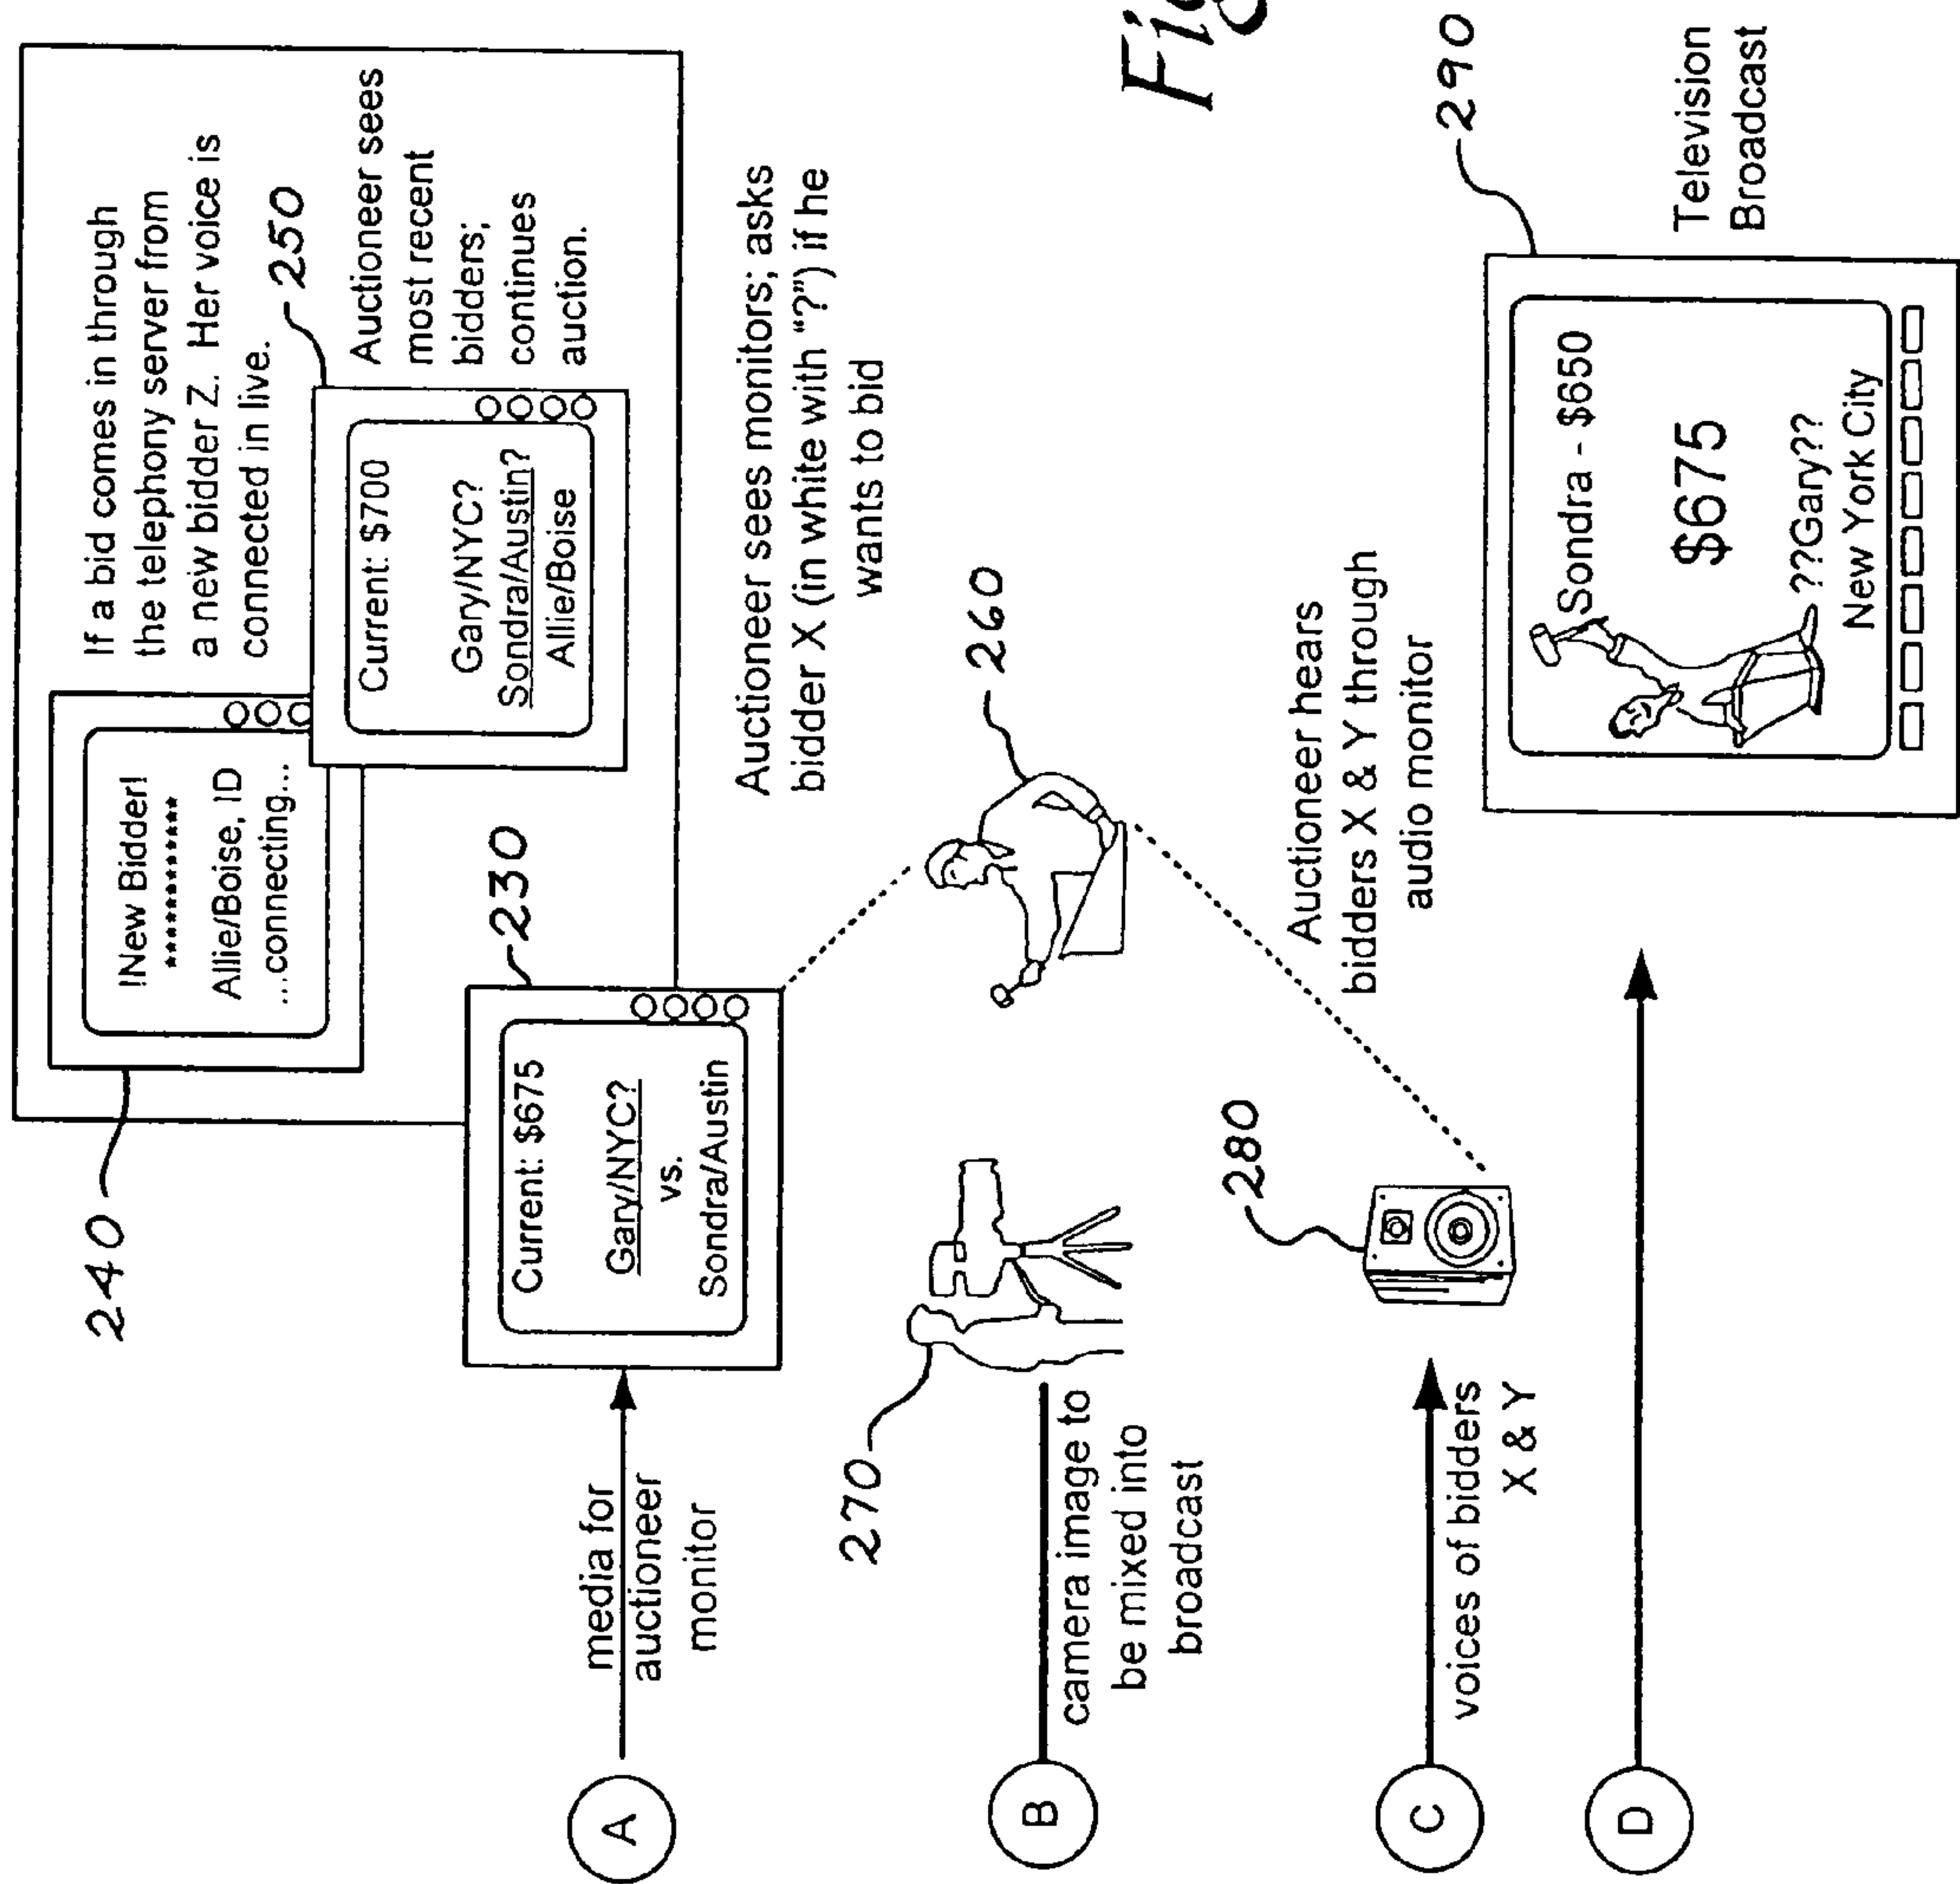 240
!New Bidder!
************
Allie/Boise, ID
...connecting...
If a bid comes in through
the telephony server from
a new bidder Z. Her voice is
connected in live.
250
Current: $700
Gary/NYC?
Sondra/Austin?
Allie/Boise
Auctioneer sees
most recent
bidders;
continues
auction.
A
media for
auctioneer
monitor
230
Current: $675
Gary/NYC?
vs.
Sondra/Austin
Auctioneer sees monitors; asks
bidder X (in white with "?") if he
wants to bid
B
camera image to
be mixed into
broadcast
270
260
C
voices of bidders
X & Y
280
Auctioneer hears
bidders X & Y through
audio monitor
D
290
Sondra - $650
$675
??Gary??
New York City
Television
Broadcast